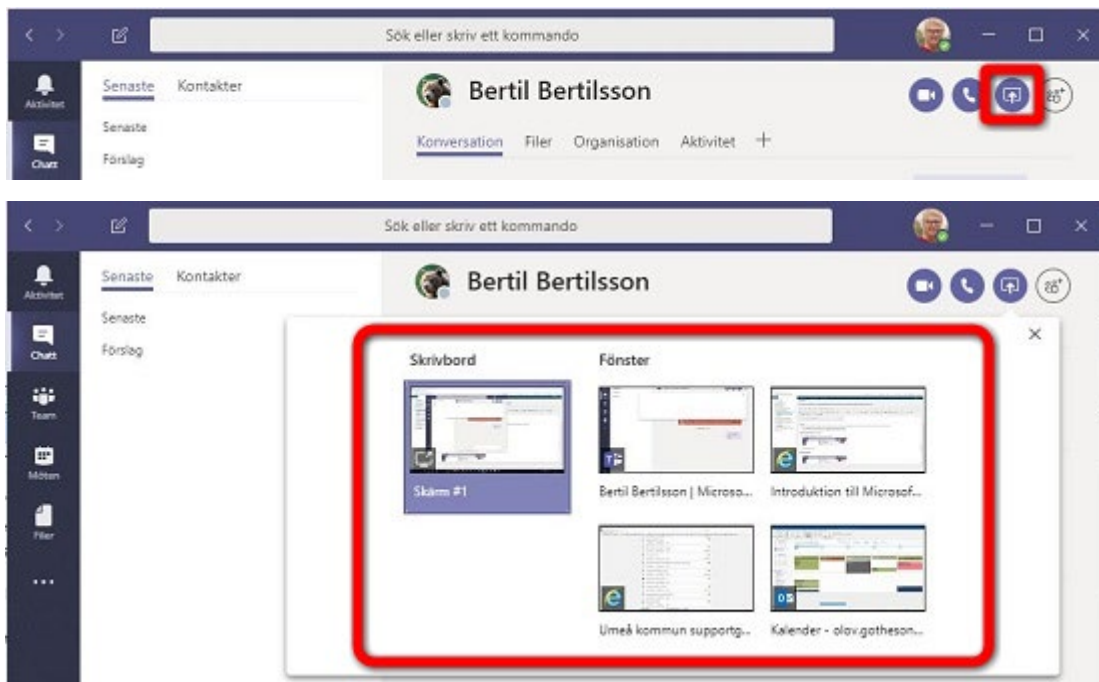 Sök eller skriv ett kommando
Aktivitet
Chatt
Senaste Kontakter
Senaste
Förslag
Bertil Bertilsson
Konversation Filer Organisation Aktivitet +
Sök eller skriv ett kommando
Aktivitet
Chatt
Team
Möten
Filer
Senaste Kontakter
Senaste
Förslag
Bertil Bertilsson
Skrivbord Fönster
Skärm #1
Bertil Bertilsson | Microso...
Introduktion till Microsof...
Umeå kommun supportg...
Kalender - olov.gotheson...